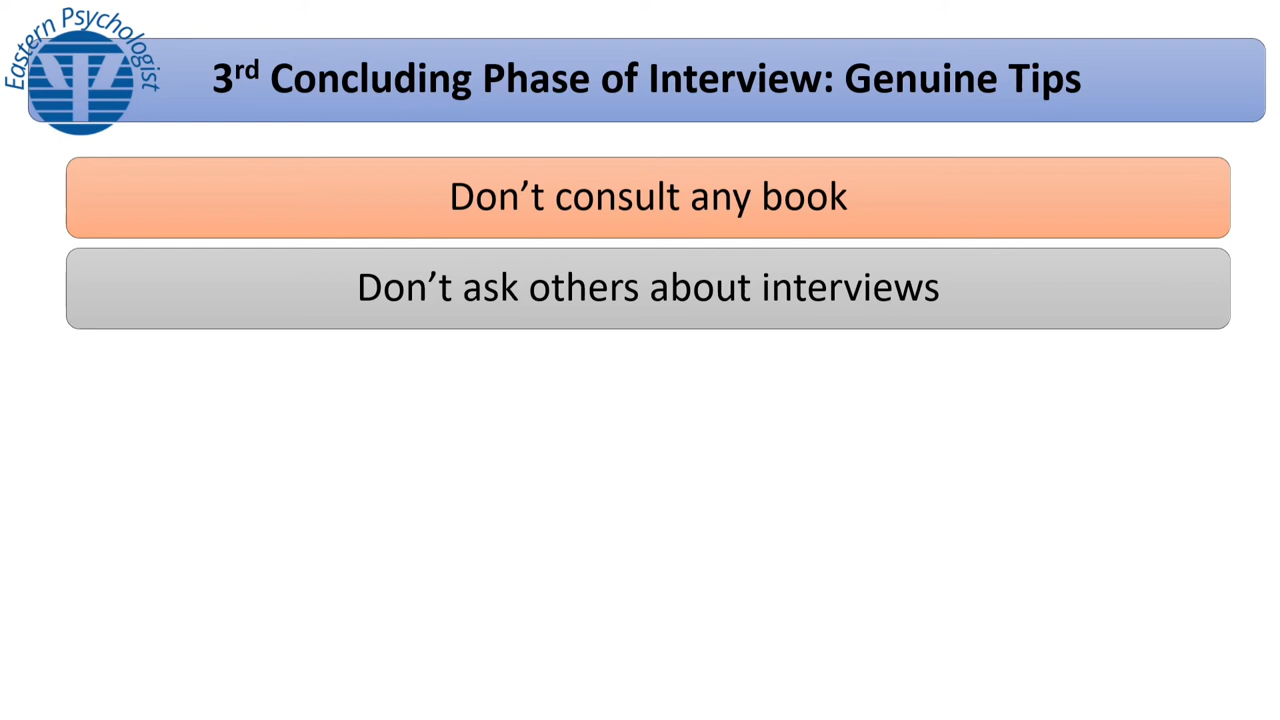 Eastern Psychologist
3rd Concluding Phase of Interview: Genuine Tips
Don’t consult any book
Don’t ask others about interviews